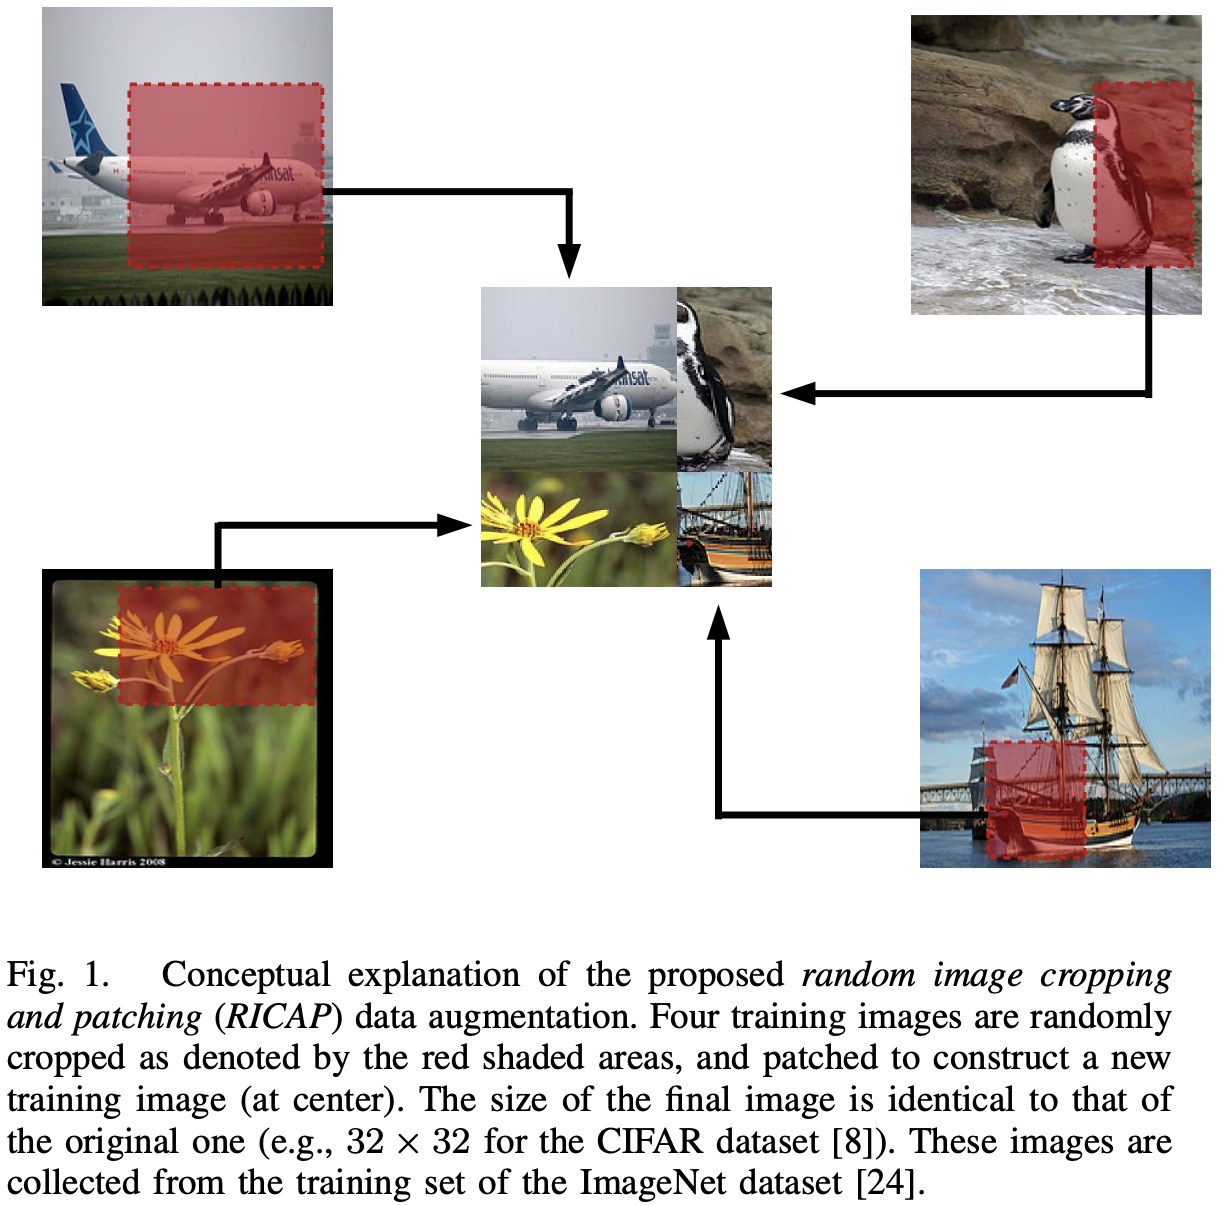 transat
nsat
© Jessie Harris 2008
Fig. 1. Conceptual explanation of the proposed random image cropping
and patching (RICAP) data augmentation. Four training images are randomly
cropped as denoted by the red shaded areas, and patched to construct a new
training image (at center). The size of the final image is identical to that of
the original one (e.g., 32 × 32 for the CIFAR dataset [8]). These images are
collected from the training set of the ImageNet dataset [24].